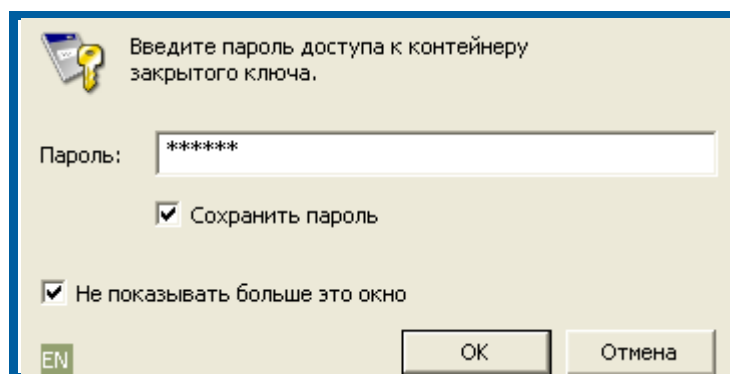 Введите пароль доступа к контейнеру
закрытого ключа.
Пароль: ******
Сохранить пароль
Не показывать больше это окно
EN OK Отмена